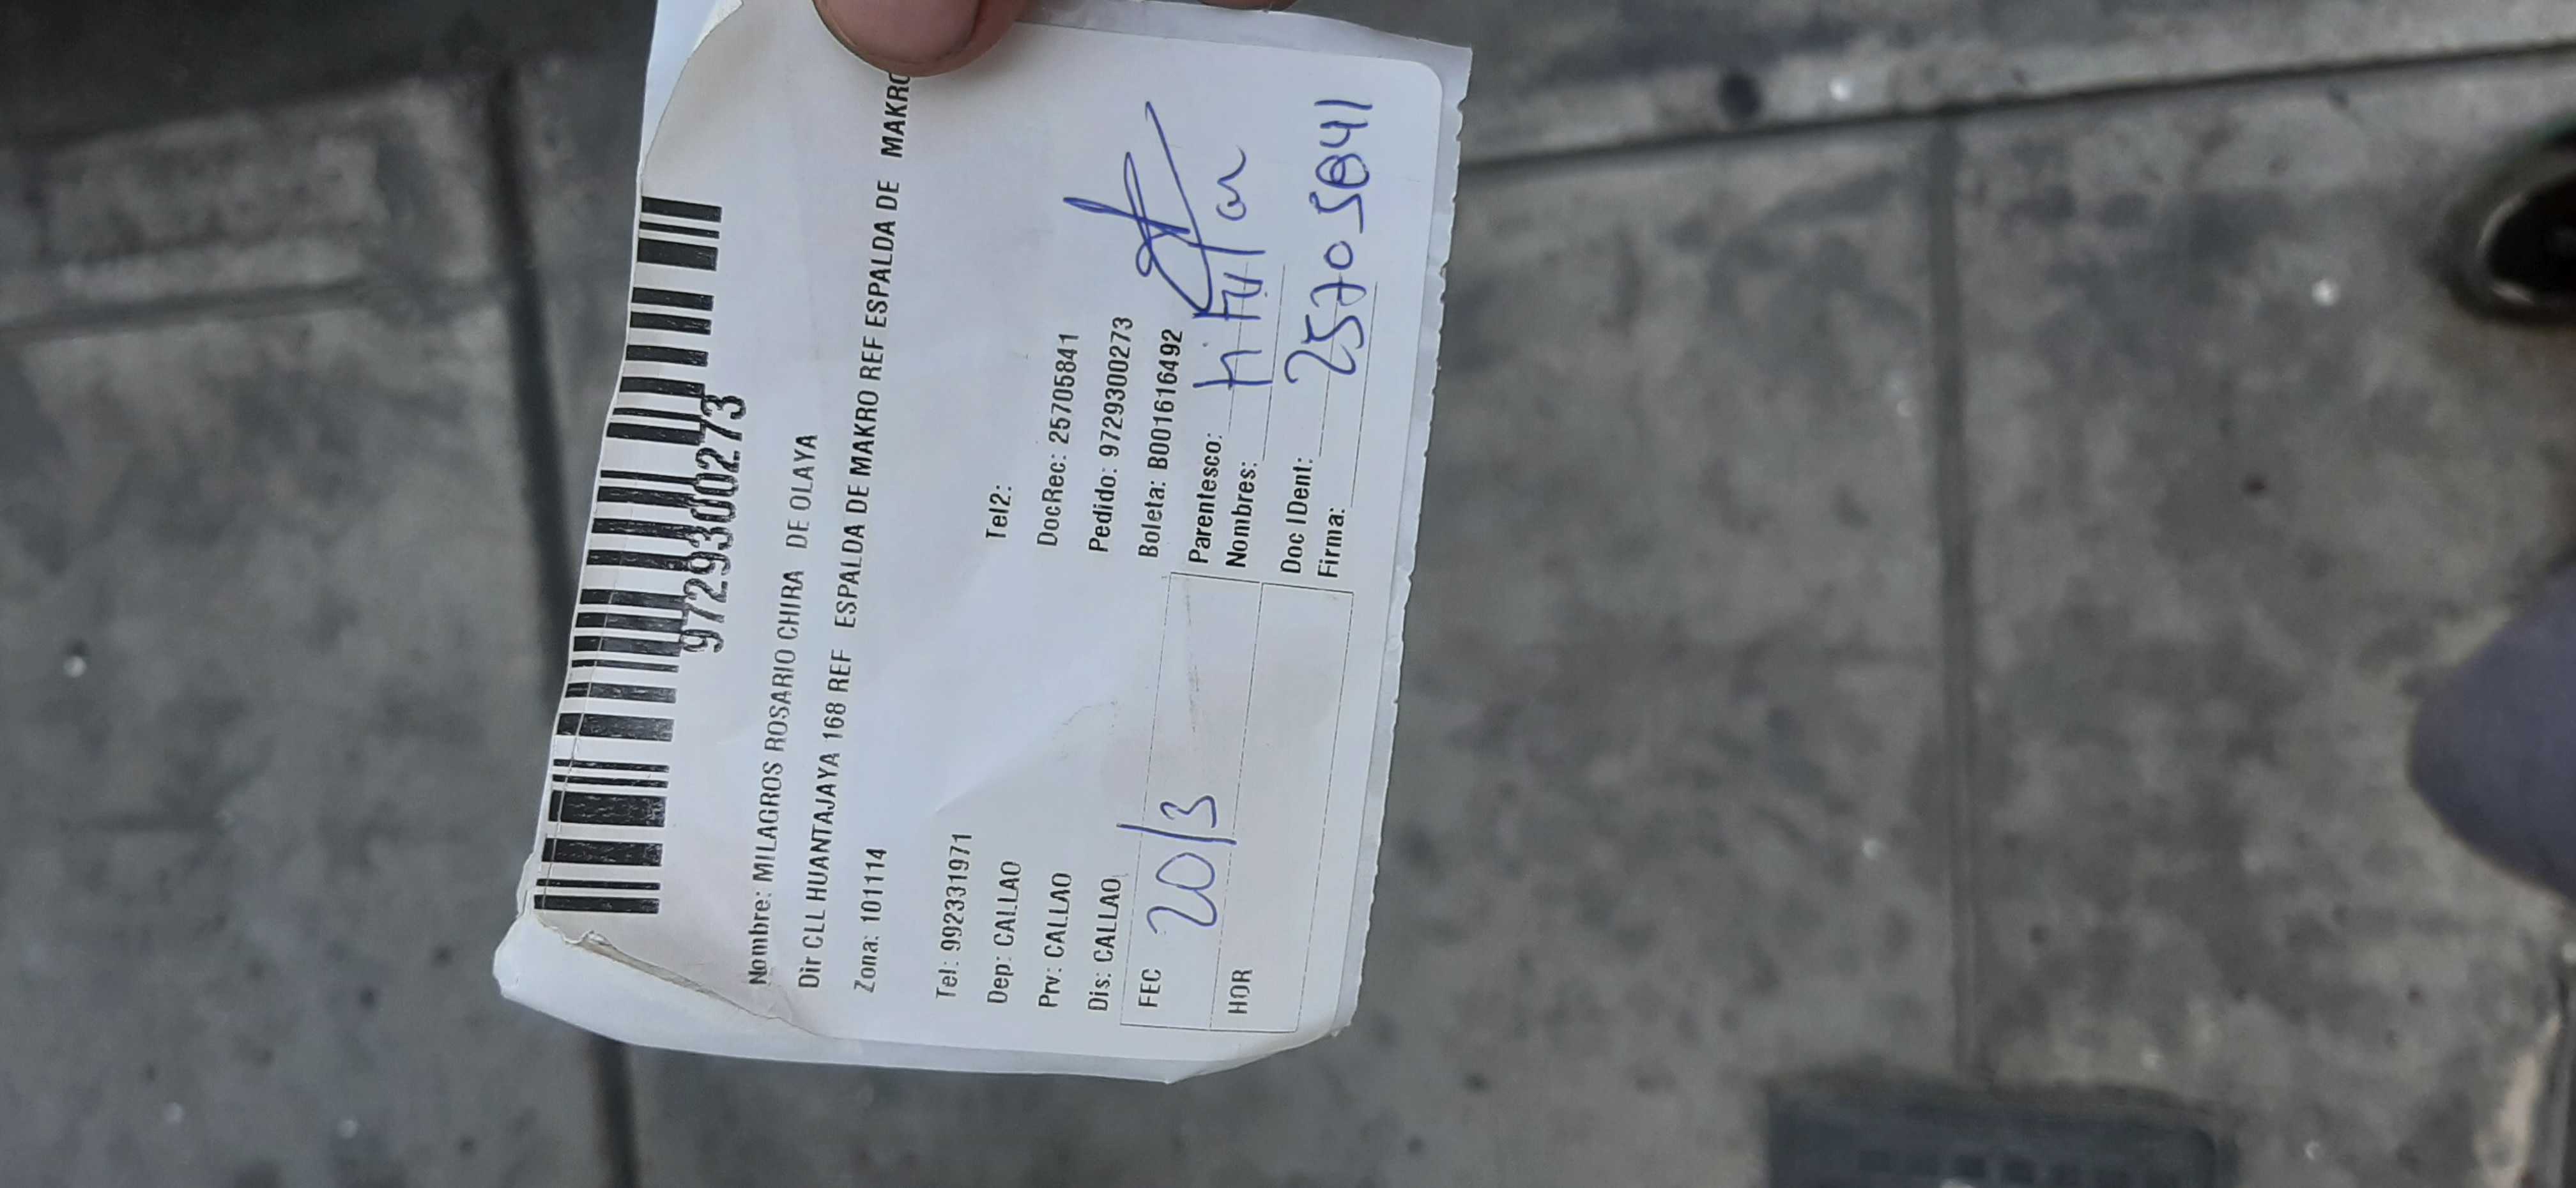 9729300273
Nombre: MILAGROS ROSARIO CHIRA DE OLAYA
Dir CLL HUANTAJAYA 168 REF ESPALDA DE MAKRO REF ESPALDA DE MAKRO
Zona: 101114
Tel: 992331971 Tel2:
Dep: CALLAO DocRec: 25705841
Prv: CALLAO Pedido: 9729300273
Dis: CALLAO Boleta: B001616492
FEC 20/3
Parentesco:
HOR Nombres:
Doc IDent: 25705841
Firma: